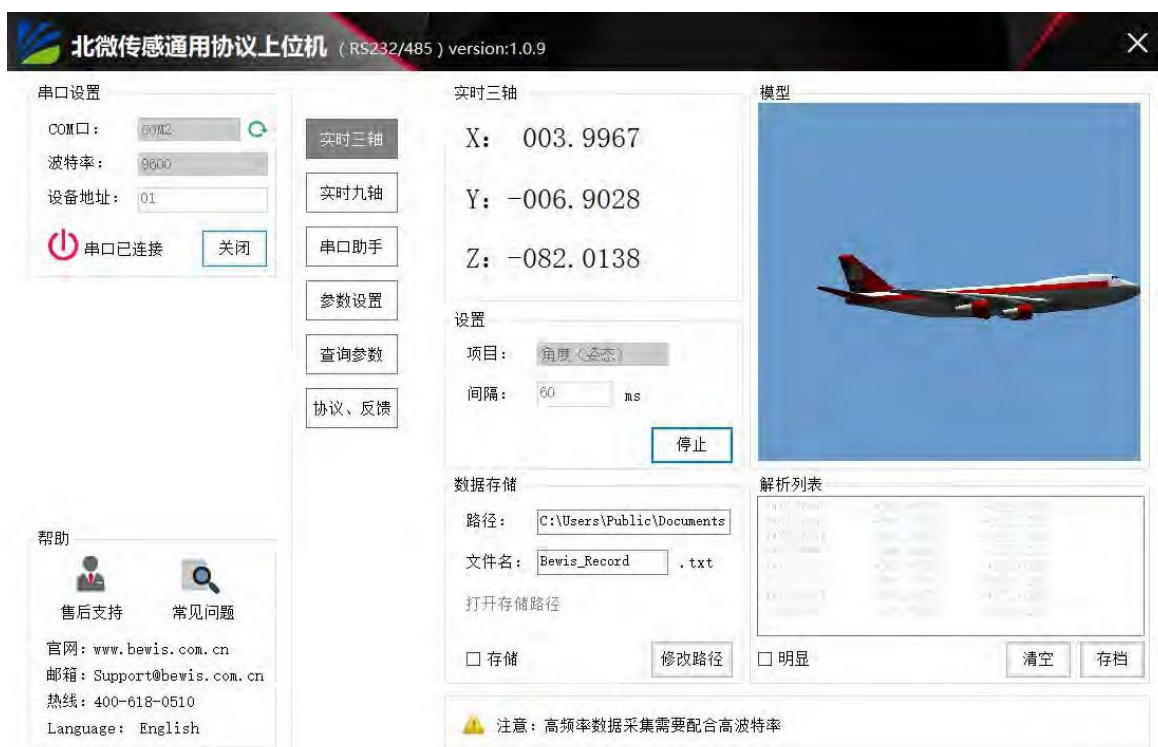 北微传感通用协议上位机 (RS232/485) version:1.0.9
串口设置
COM口: com2
波特率: 9600
设备地址: 01
串口已连接 关闭
实时三轴
实时九轴
串口助手
参数设置
查询参数
协议、反馈
实时三轴
X: 003.9967
Y: -006.9028
Z: -082.0138
设置
项目: 角度(姿态)
间隔: 60 ms
停止
数据存储
路径: C:\Users\Public\Documents
文件名: Bewis_Record .txt
打开存储路径
存储 修改路径
模型
解析列表
明显 清空 存档
注意:高频率数据采集需要配合高波特率
帮助
售后支持 常见问题
官网: www.bewis.com.cn
邮箱: Support@bewis.com.cn
热线: 400-618-0510
Language: English